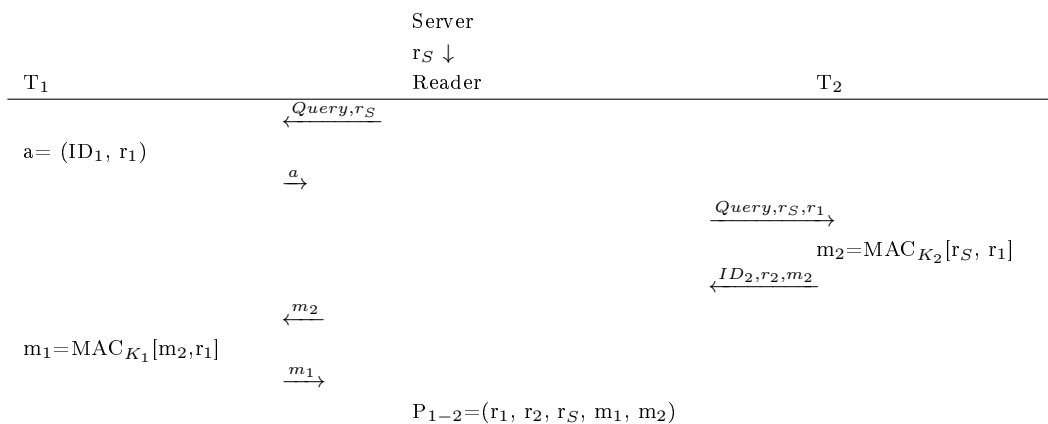 Server
r_S ↓
T_1 Reader T_2
Query,r_S
a= (ID_1, r_1)
a
Query,r_S,r_1
m_2=MAC_{K_2}[r_S, r_1]
ID_2,r_2,m_2
m_2
m_1=MAC_{K_1}[m_2,r_1]
m_1
P_{1−2}=(r_1, r_2, r_S, m_1, m_2)